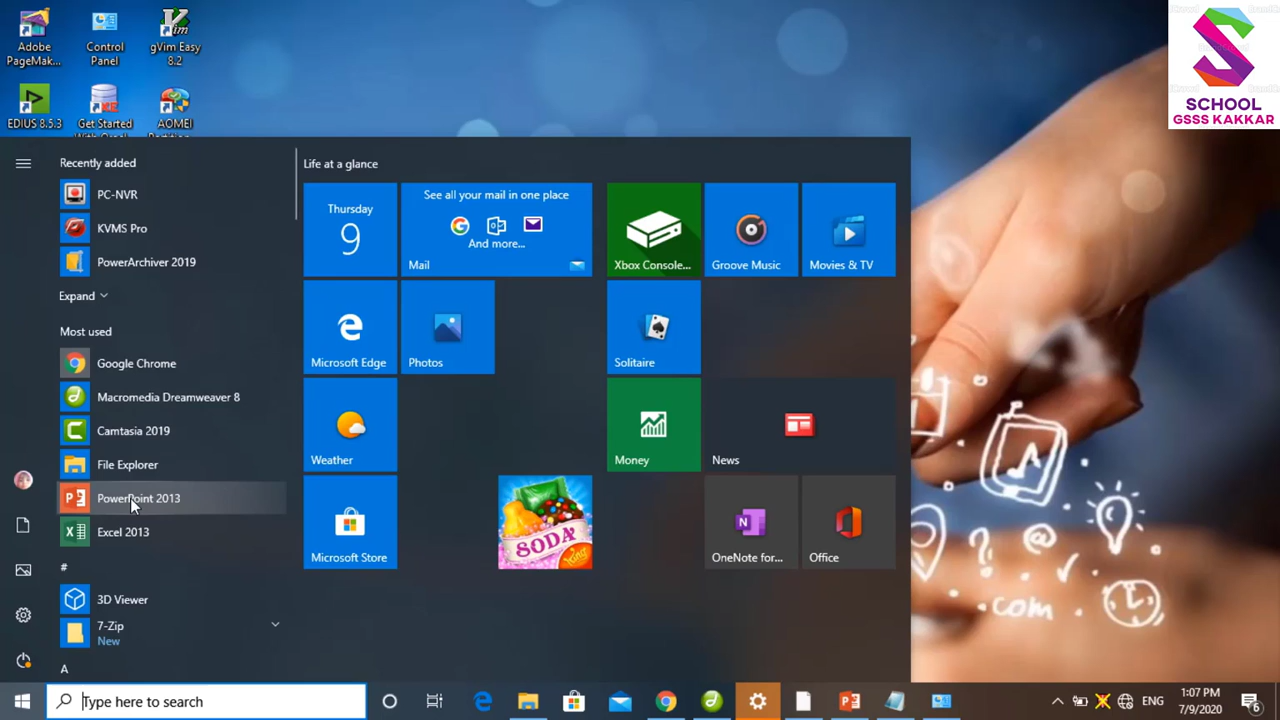 Adobe
PageMak...
Control
Panel
gVim Easy
8.2
EDIUS 8.5.3
Get Started
AOMEI
SCHOOL
GSSS KAKKAR
Recently added
PC-NVR
KVMS Pro
PowerArchiver 2019
Expand
Most used
Google Chrome
Macromedia Dreamweaver 8
Camtasia 2019
File Explorer
PowerPoint 2013
Excel 2013
#
3D Viewer
7-Zip
New
A
Life at a glance
Thursday
9
See all your mail in one place
And more...
Mail
Xbox Console...
Groove Music
Movies & TV
Microsoft Edge
Photos
Solitaire
Weather
Money
News
Microsoft Store
SODA
King
OneNote for...
Office
.com
Type here to search
ENG
1:07 PM
7/9/2020
6